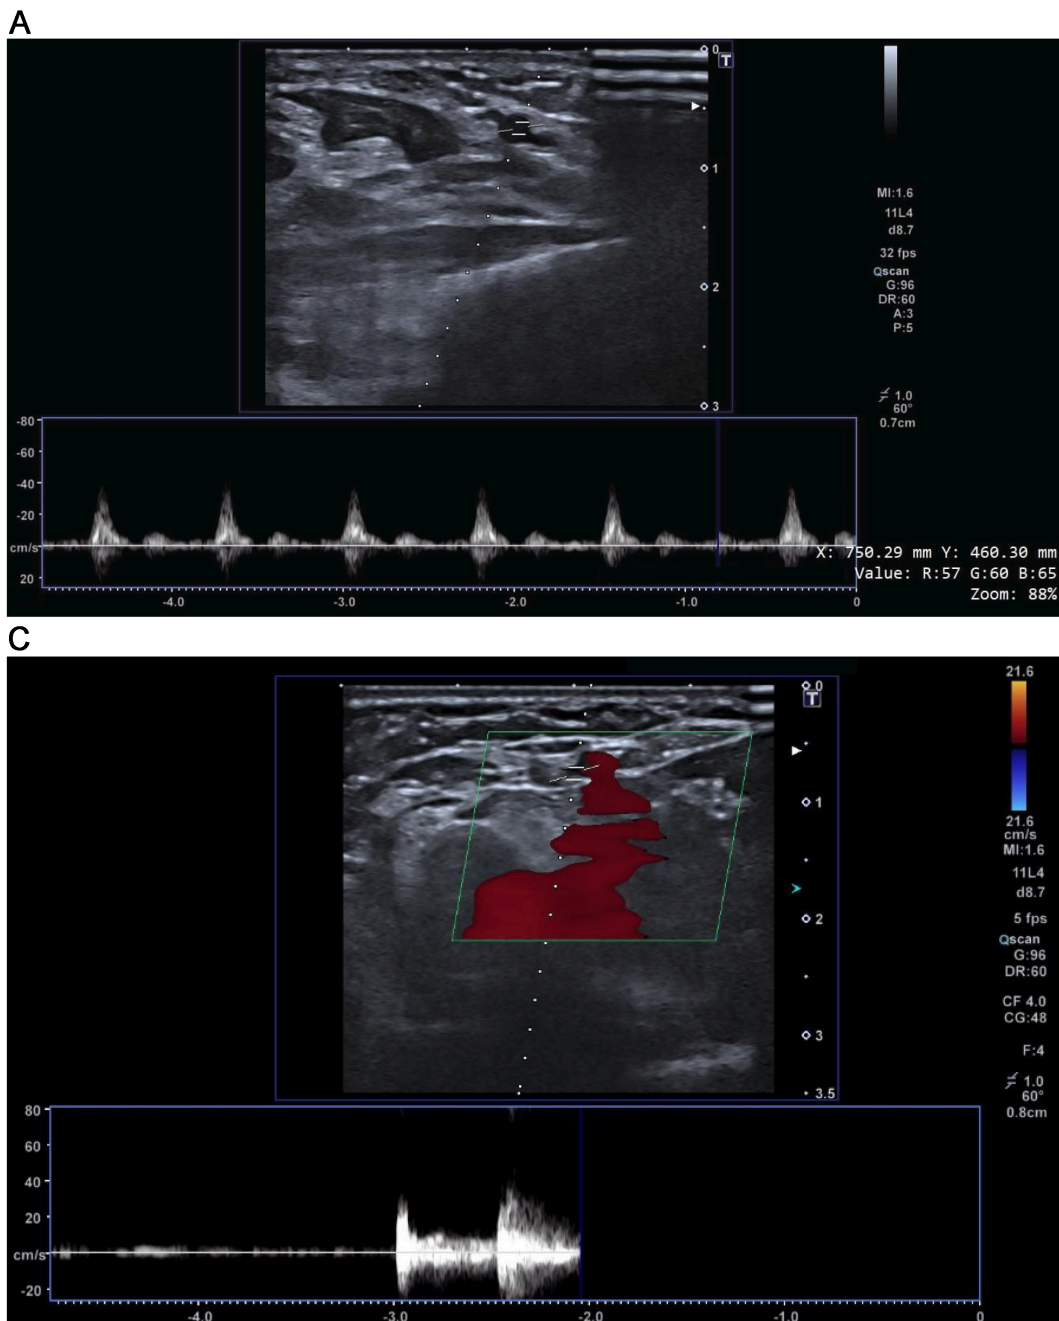 A
0
T
1
2
3
MI:1.6
11L4
d8.7
32 fps
Qscan
G:96
DR:60
A:3
P:5
1.0
60°
0.7cm
-80
-60
-40
-20
cm/s
20
-4.0 -3.0 -2.0 -1.0 0
X: 750.29 mm Y: 460.30 mm
Value: R:57 G:60 B:65
Zoom: 88%
C
0
T
1
2
3
3.5
21.6
21.6
cm/s
MI:1.6
11L4
d8.7
5 fps
Qscan
G:96
DR:60
CF 4.0
CG:48
F:4
1.0
60°
0.8cm
80
60
40
20
cm/s
-20
-4.0 -3.0 -2.0 -1.0 0